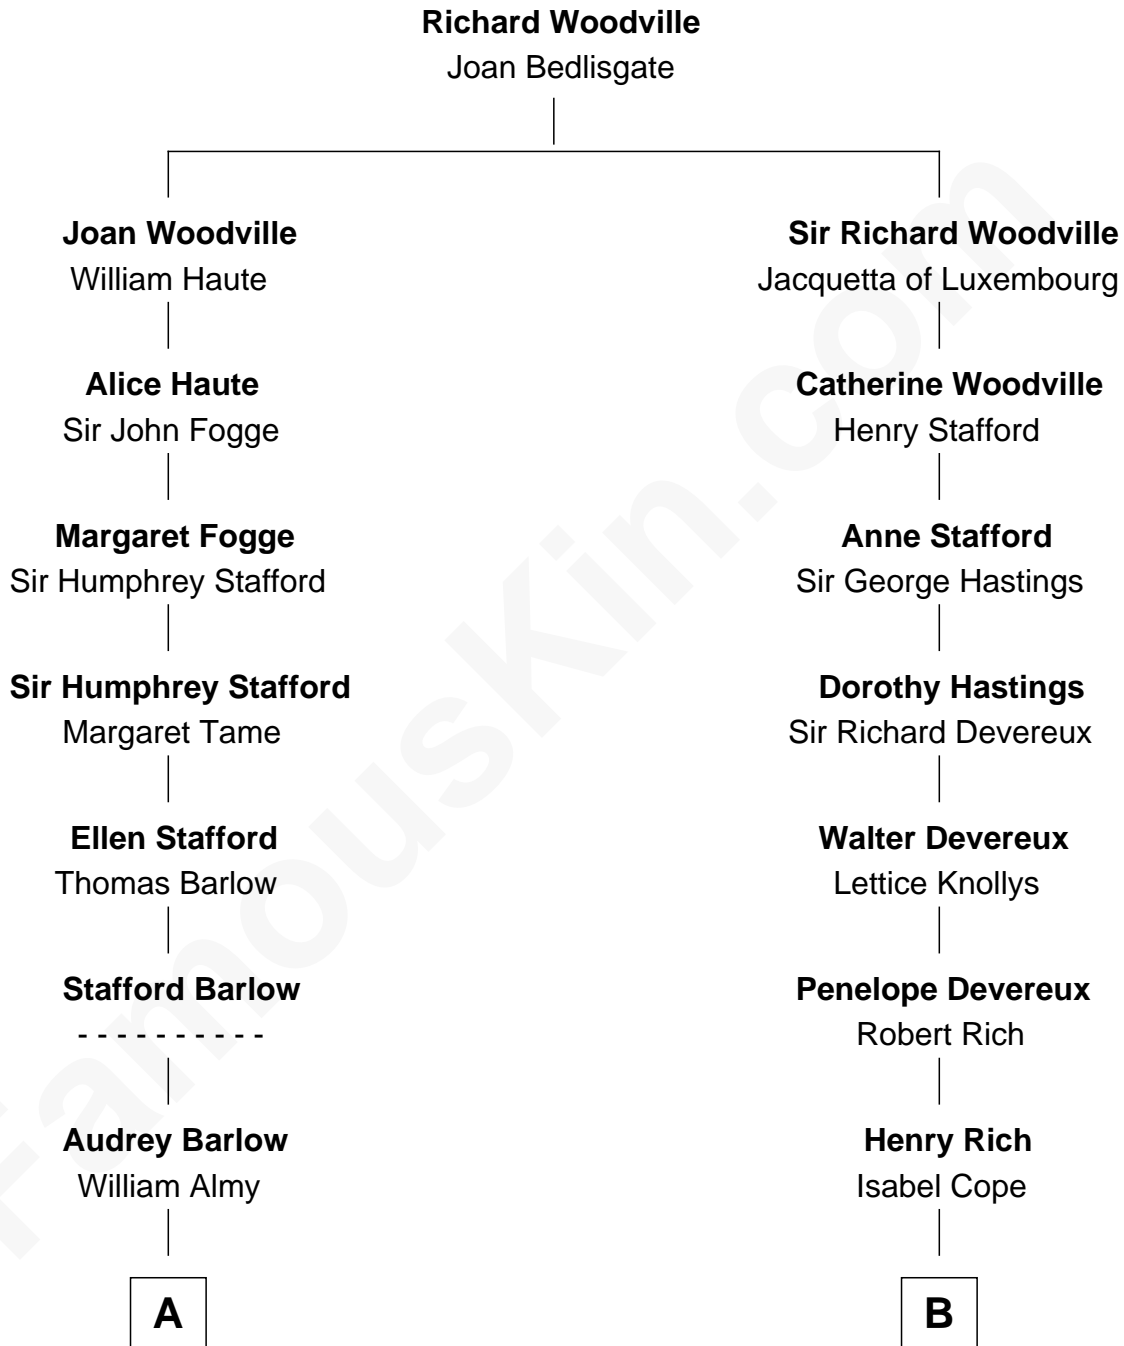 Richard Woodville
Joan Bedlisgate
Joan Woodville
William Haute
Sir Richard Woodville
Jacquetta of Luxembourg
Alice Haute
Sir John Fogge
Catherine Woodville
Henry Stafford
Margaret Fogge
Sir Humphrey Stafford
Anne Stafford
Sir George Hastings
Sir Humphrey Stafford
Margaret Tame
Dorothy Hastings
Sir Richard Devereux
Ellen Stafford
Thomas Barlow
Walter Devereux
Lettice Knollys
Stafford Barlow
- - - - - - - - - -
Penelope Devereux
Robert Rich
Audrey Barlow
William Almy
Henry Rich
Isabel Cope
A
B
FamousKin.com